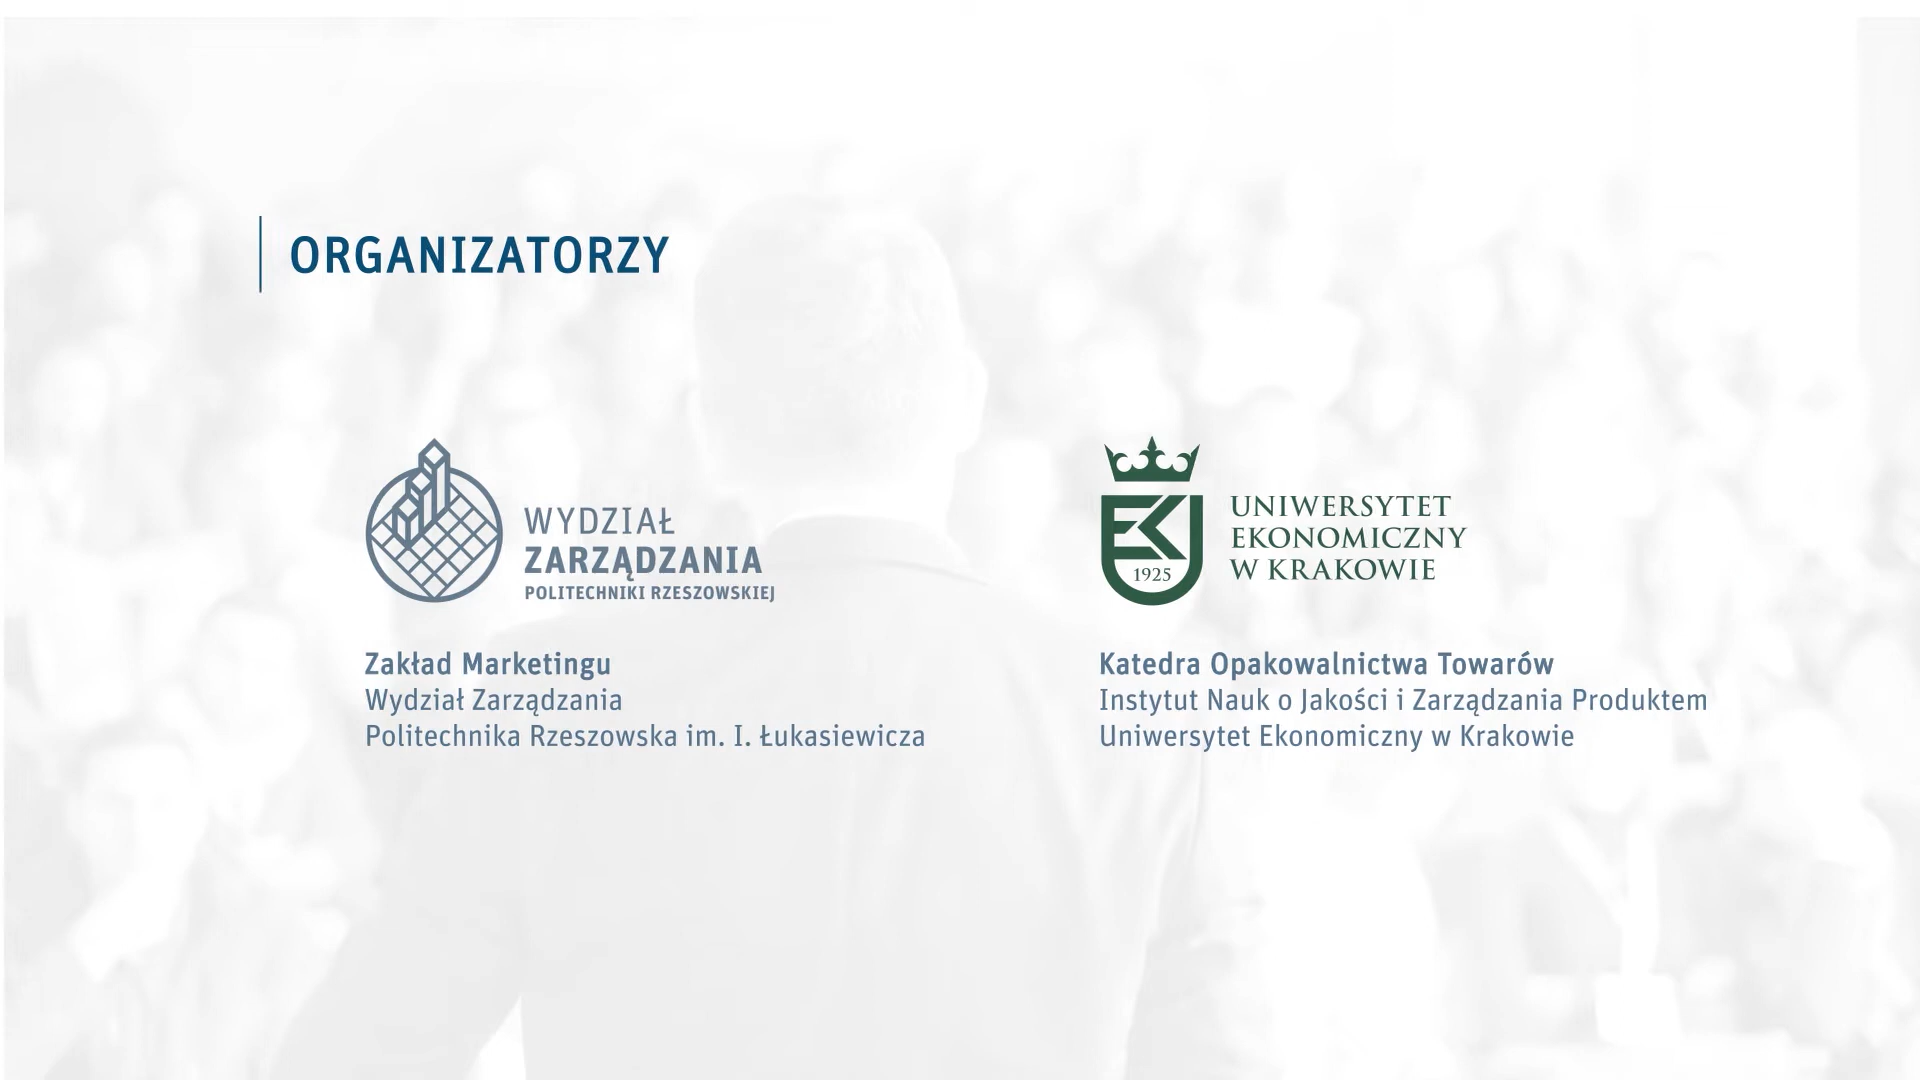 ORGANIZATORZY
WYDZIAŁ
ZARZĄDZANIA
POLITECHNIKI RZESZOWSKIEJ
Zakład Marketingu
Wydział Zarządzania
Politechnika Rzeszowska im. I. Łukasiewicza
EK
1925
UNIWERSYTET
EKONOMICZNY
W KRAKOWIE
Katedra Opakowalnictwa Towarów
Instytut Nauk o Jakości i Zarządzania Produktem
Uniwersytet Ekonomiczny w Krakowie